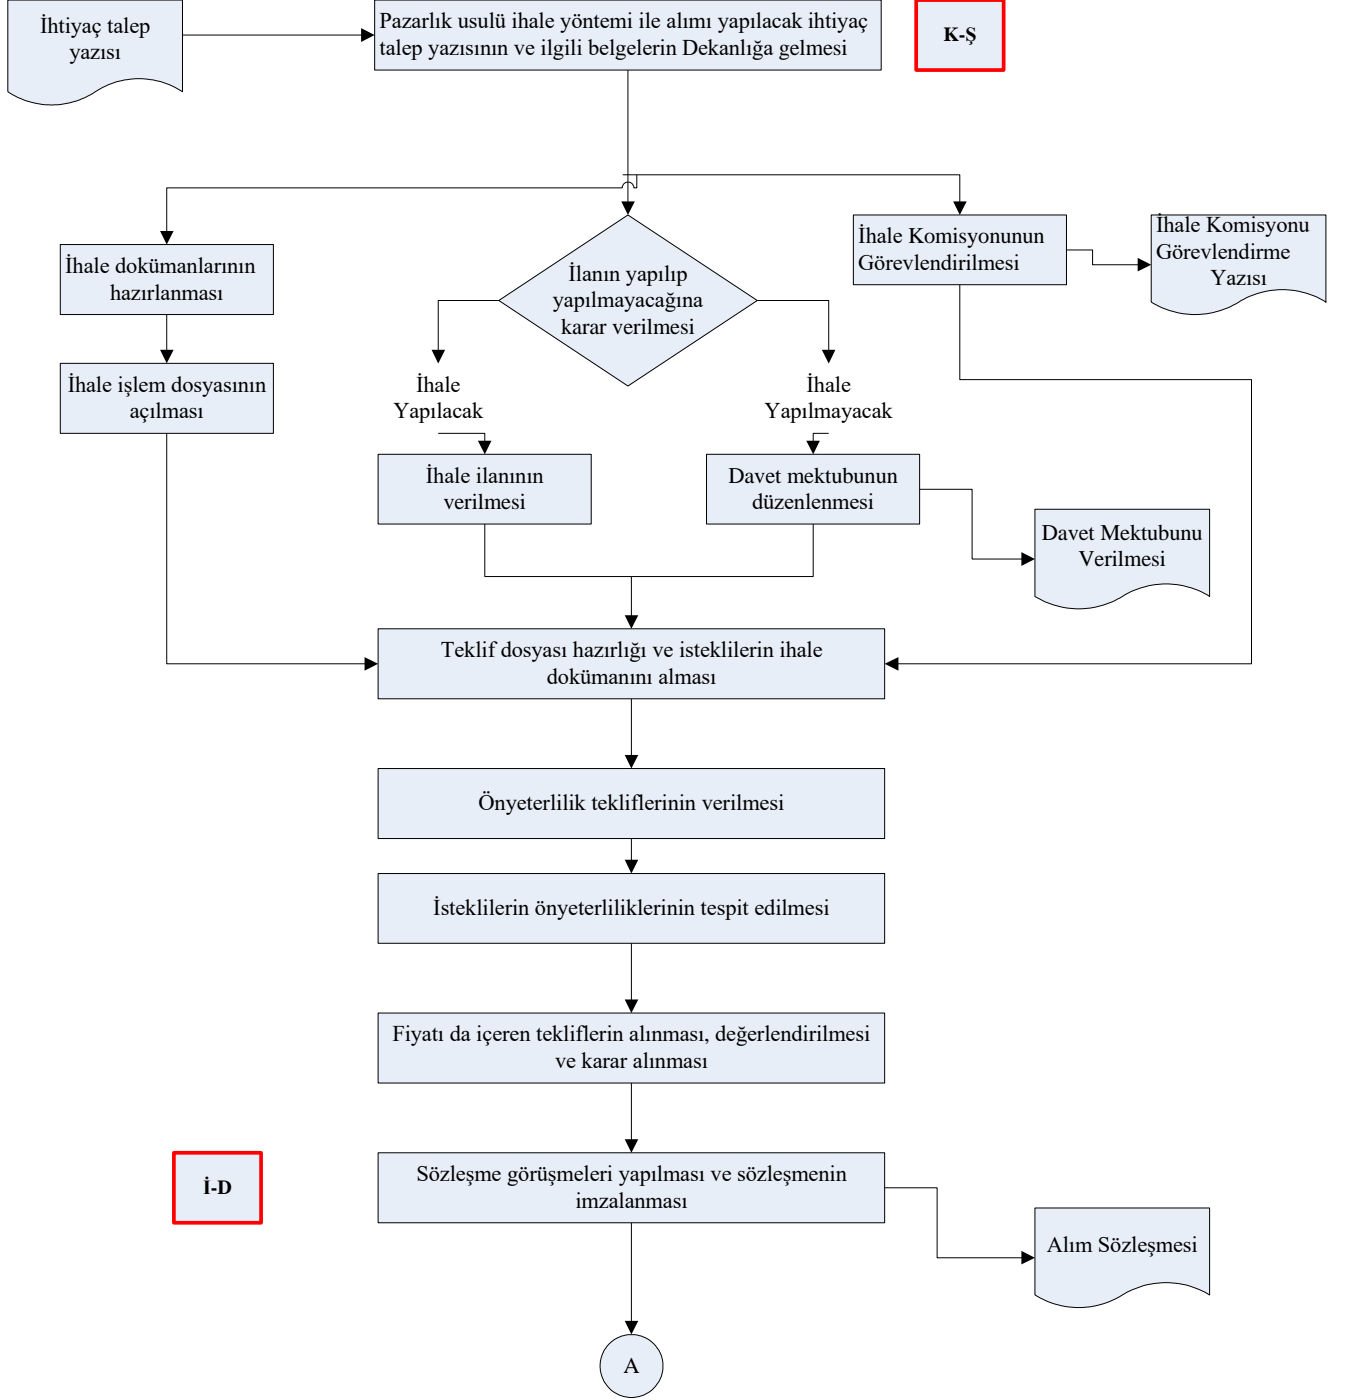 İhtiyaç talep
yazısı
Pazarlık usulü ihale yöntemi ile alımı yapılacak ihtiyaç
talep yazısının ve ilgili belgelerin Dekanlığa gelmesi
K-Ş
İhale dokümanlarının
hazırlanması
İlanın yapılıp
yapılmayacağına
karar verilmesi
İhale Komisyonunun
Görevlendirilmesi
İhale Komisyonu
Görevlendirme
Yazısı
İhale işlem dosyasının
açılması
İhale
Yapılacak
İhale
Yapılmayacak
İhale ilanının
verilmesi
Davet mektubunun
düzenlenmesi
Davet Mektubunu
Verilmesi
Teklif dosyası hazırlığı ve isteklilerin ihale
dokümanını alması
Önyeterlilik tekliflerinin verilmesi
İsteklilerin önyeterliliklerinin tespit edilmesi
Fiyatı da içeren tekliflerin alınması, değerlendirilmesi
ve karar alınması
İ-D
Sözleşme görüşmeleri yapılması ve sözleşmenin
imzalanması
Alım Sözleşmesi
A